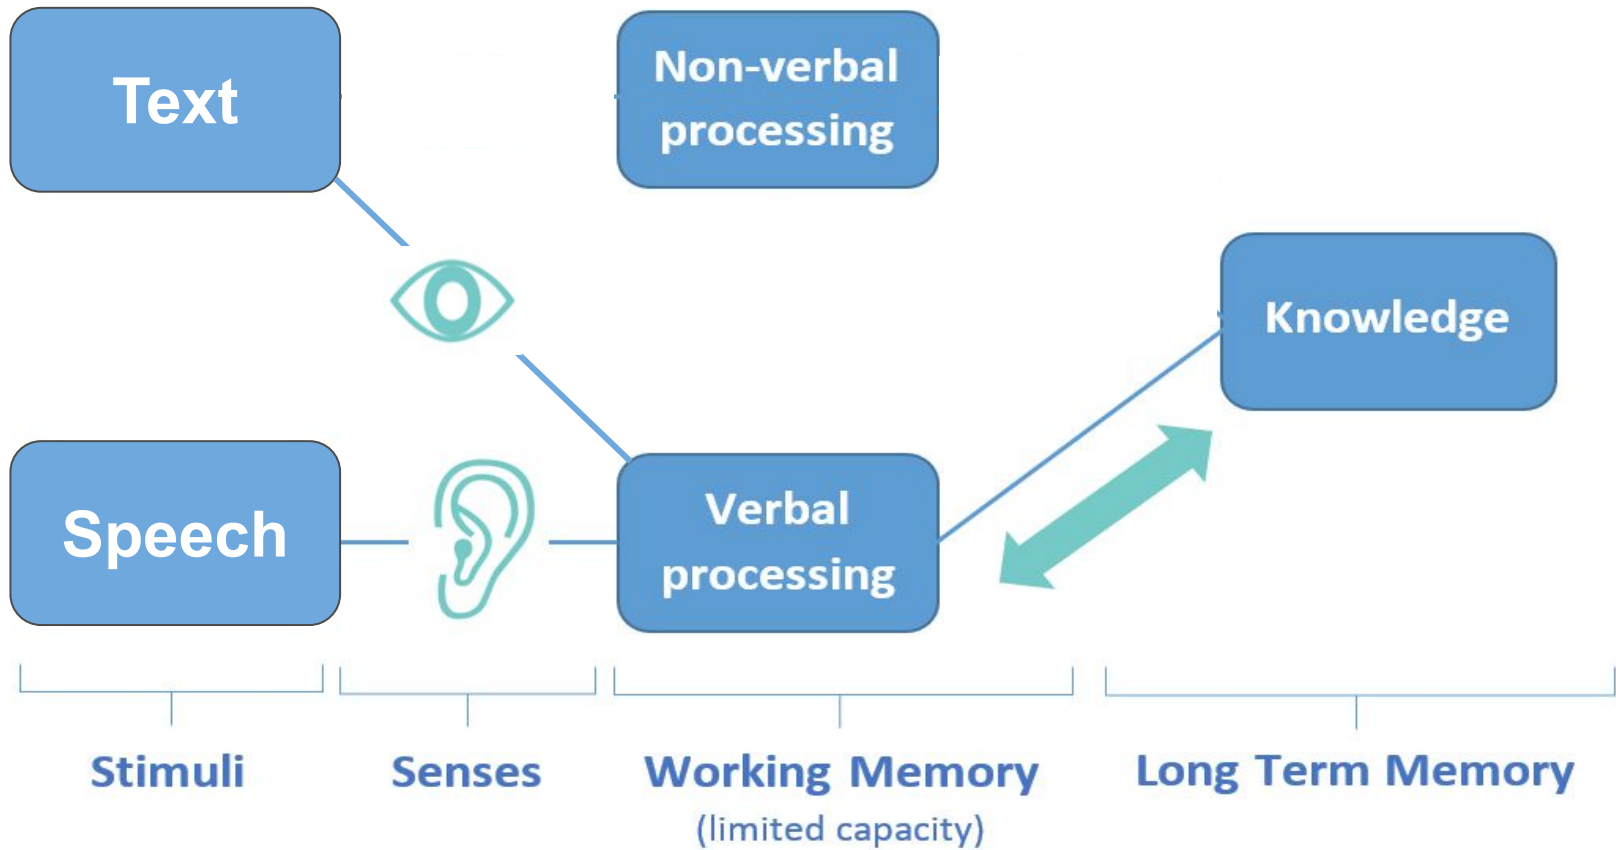 Text
Non-verbal
processing
Knowledge
Speech
Verbal
processing
Stimuli
Senses
Working Memory
(limited capacity)
Long Term Memory